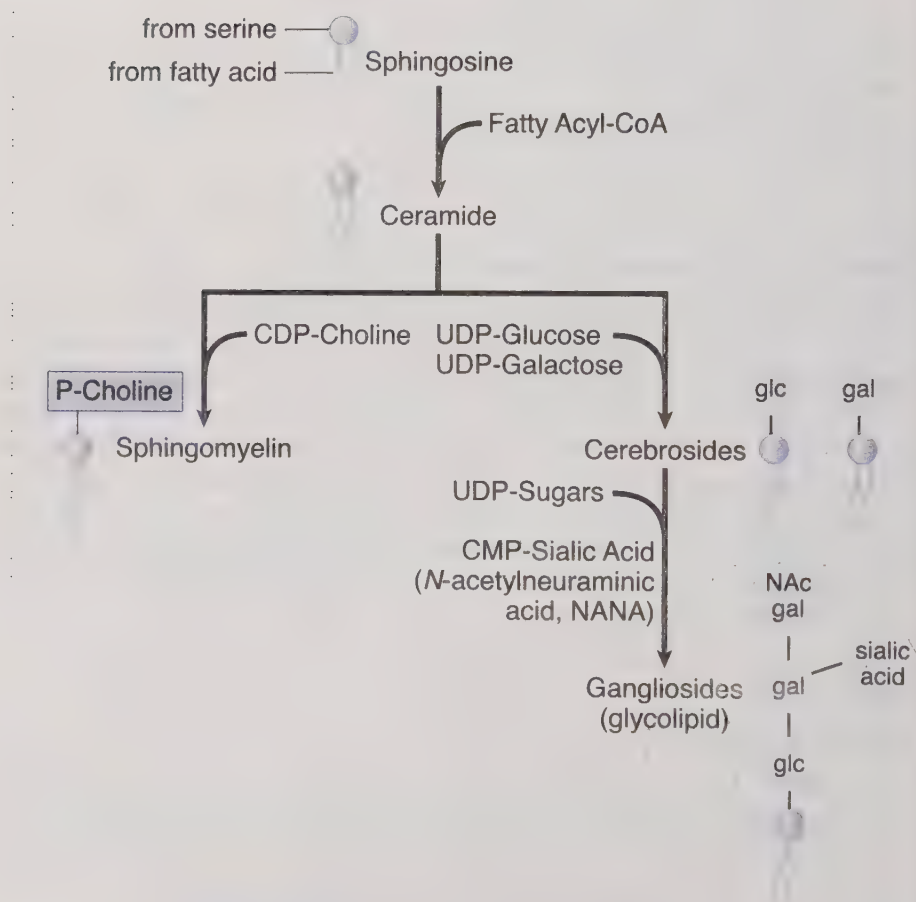 from serine
from fatty acid
Sphingosine
Fatty Acyl-CoA
Ceramide
CDP-Choline
UDP-Glucose
UDP-Galactose
P-Choline
Sphingomyelin
Cerebrosides
glc
gal
UDP-Sugars
CMP-Sialic Acid
(N-acetylneuraminic
acid, NANA)
NAc
gal
sialic
acid
Gangliosides
(glycolipid)
gal
glc